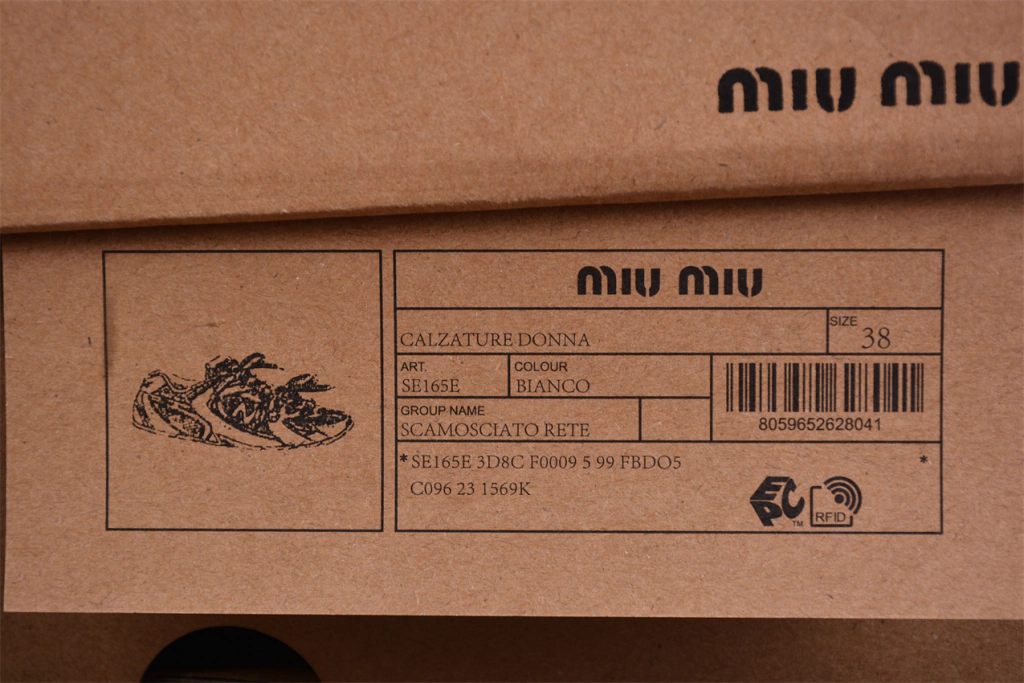 MIU MIU
MIU MIU
CALZATURE DONNA
SIZE
38
ART.
SE165E
COLOUR
BIANCO
8059652628041
GROUP NAME
SCAMOSCIATO RETE
*SE165E 3D8C F0009 5 99 FBDO5 *
C096 23 1569K
EPC TM
RFID